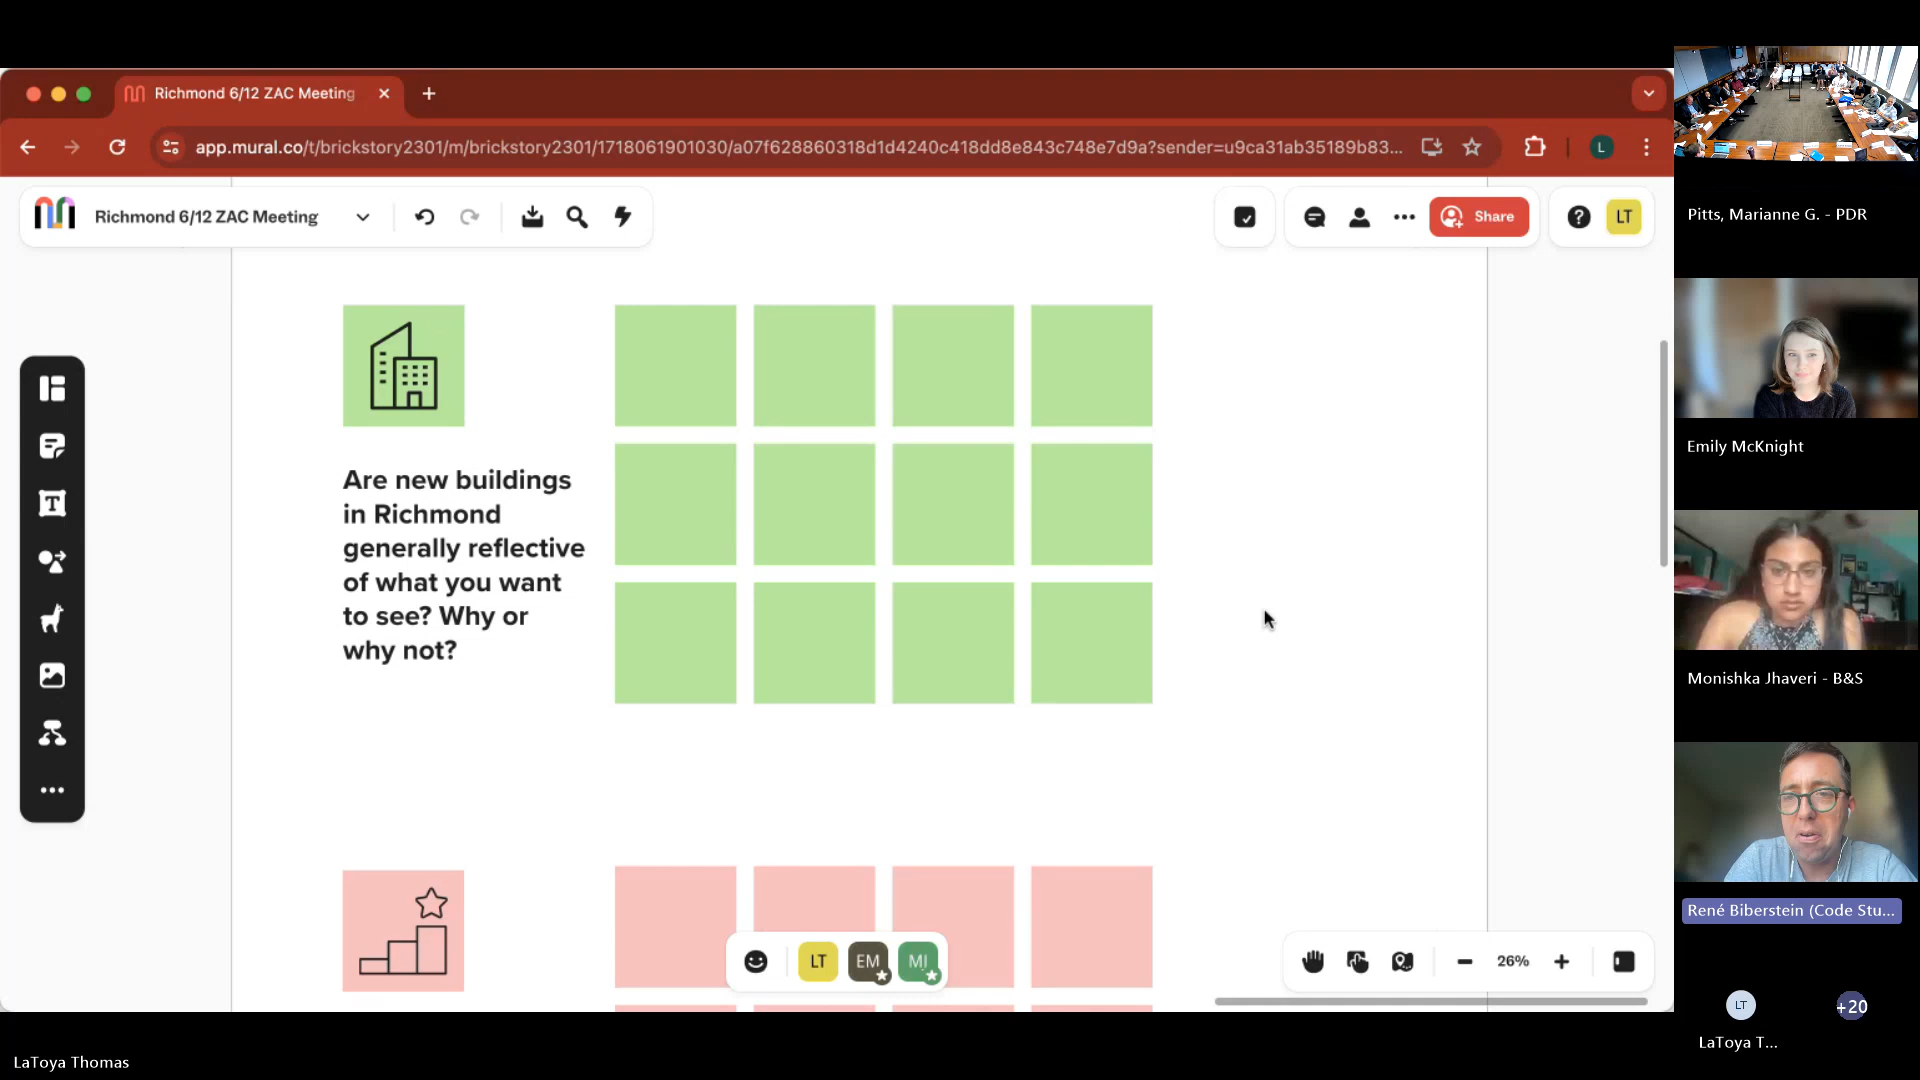 Richmond 6/12 ZAC Meeting
app.mural.co/t/brickstory2301/m/brickstory2301/1718061901030/a07f628860318d1d4240c418dd8e843c748e7d9a?sender=u9ca31ab35189b83...
L
Richmond 6/12 ZAC Meeting
Share
LT
Are new buildings
in Richmond
generally reflective
of what you want
to see? Why or
why not?
LT
EM
MJ
26%
Pitts, Marianne G. - PDR
Emily McKnight
Monishka Jhaveri - B&S
René Biberstein (Code Stu...
LT
+20
LaToya T...
LaToya Thomas